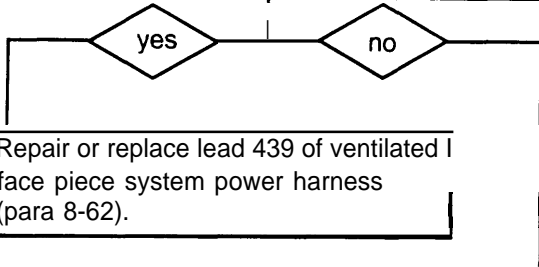 yes no
Repair or replace lead 439 of ventilated
face piece system power harness
(para 8-62).